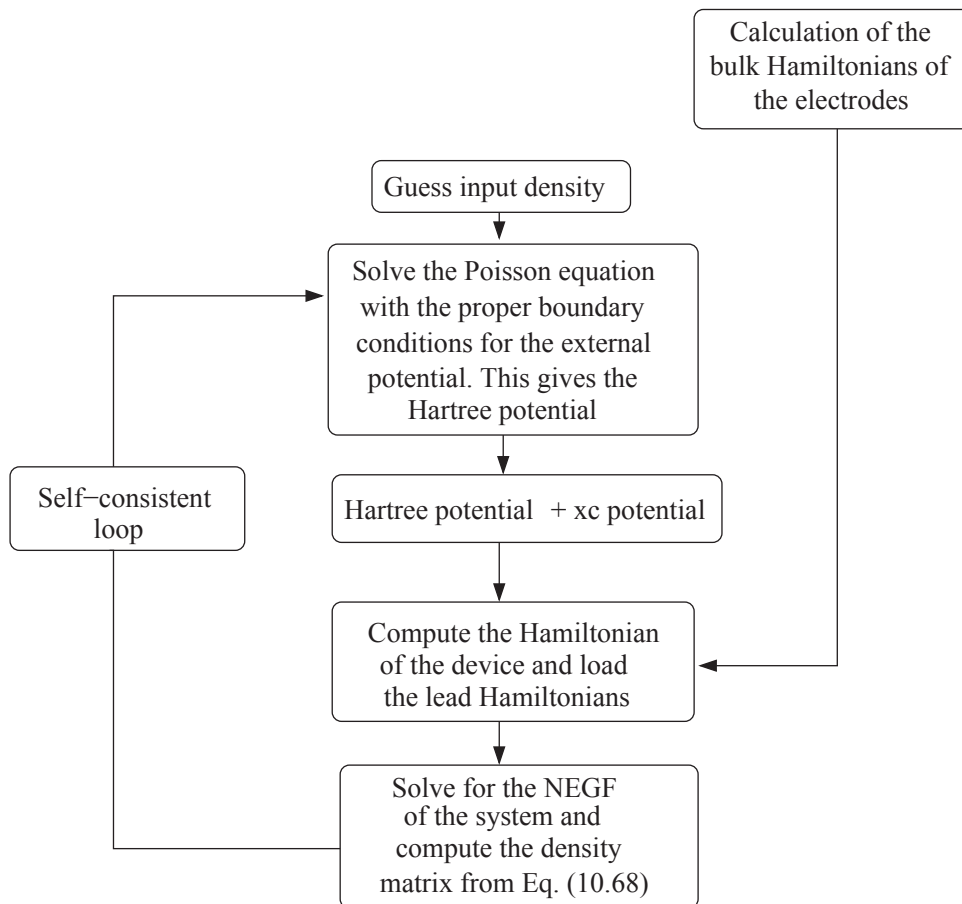 Calculation of the
bulk Hamiltonians of
the electrodes
Guess input density
Solve the Poisson equation
with the proper boundary
conditions for the external
potential. This gives the
Hartree potential
Self−consistent
loop
Hartree potential + xc potential
Compute the Hamiltonian
of the device and load
the lead Hamiltonians
Solve for the NEGF
of the system and
compute the density
matrix from Eq. (10.68)